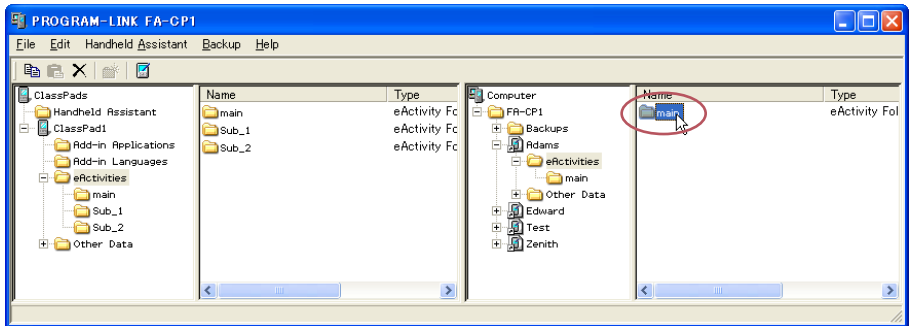 PROGRAM-LINK FA-CP1
File Edit Handheld Assistant Backup Help
ClassPads
Handheld Assistant
ClassPad1
Add-in Applications
Add-in Languages
eActivities
main
Sub_1
Sub_2
Other Data
Name Type
main eActivity Fo
Sub_1 eActivity Fo
Sub_2 eActivity Fo
Computer
FA-CP1
Backups
Adams
eActivities
main
Other Data
Edward
Test
Zenith
Name Type
main eActivity Fol